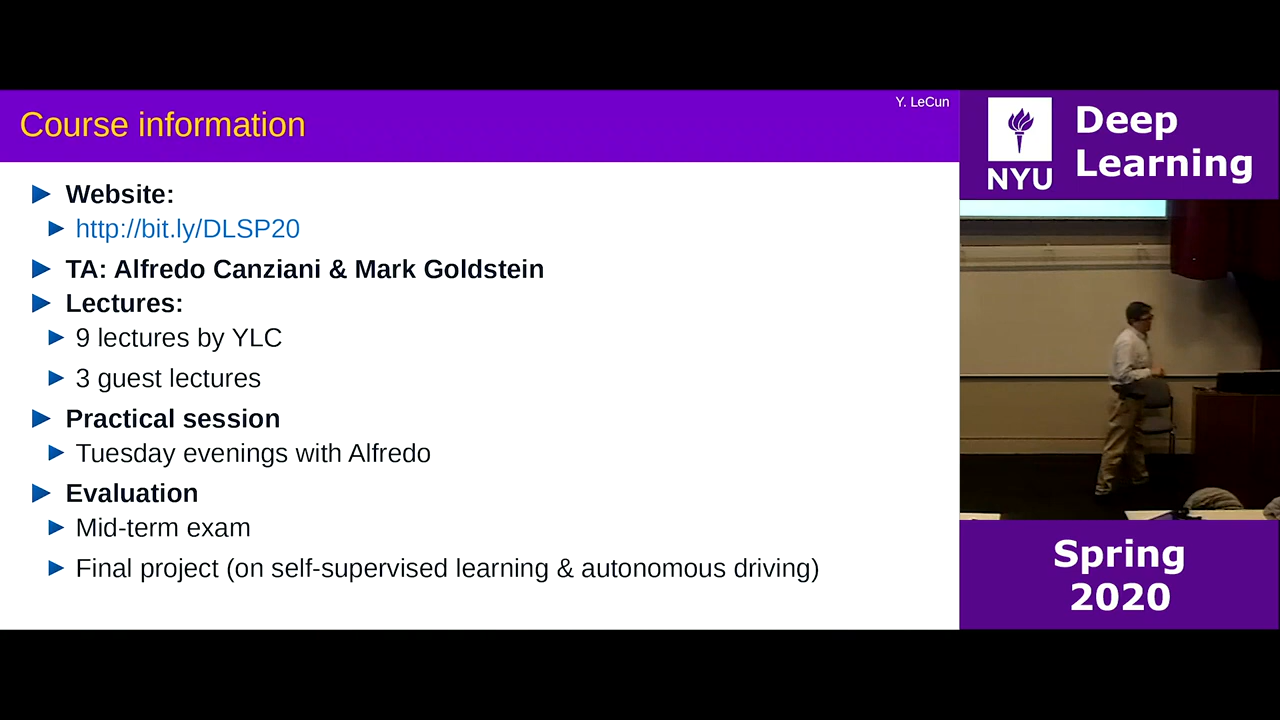 Course information
Y. LeCun
Website:
http://bit.ly/DLSP20
TA: Alfredo Canziani & Mark Goldstein
Lectures:
9 lectures by YLC
3 guest lectures
Practical session
Tuesday evenings with Alfredo
Evaluation
Mid-term exam
Final project (on self-supervised learning & autonomous driving)
NYU
Deep
Learning
Spring
2020